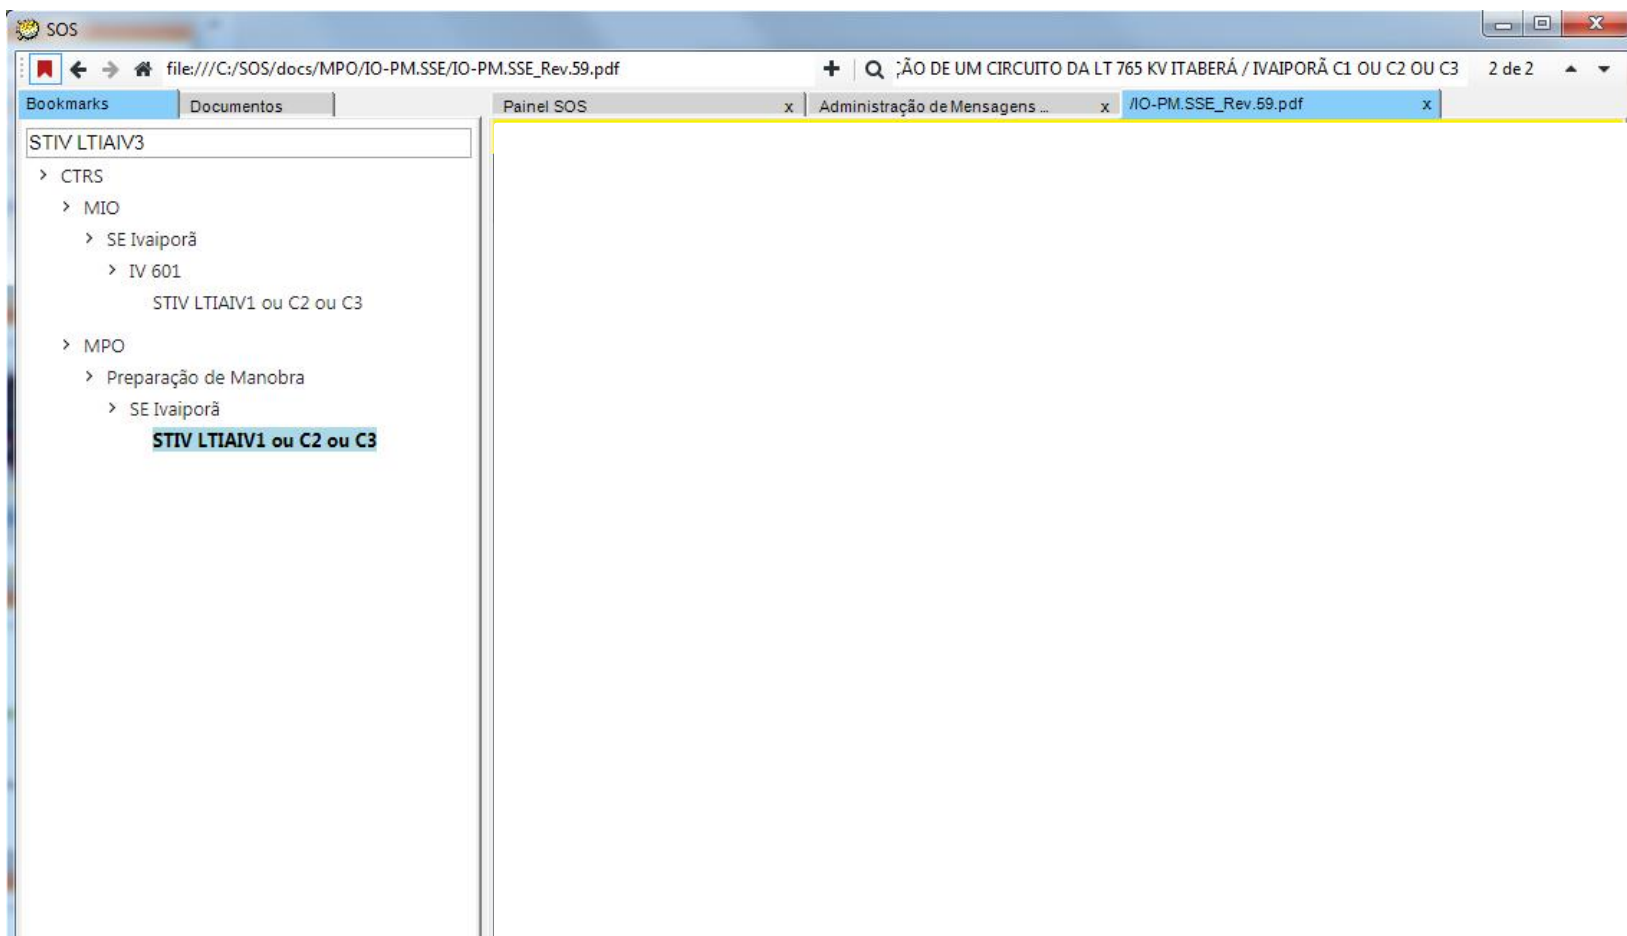 SOS
file:///C:/SOS/docs/MPO/IO-PM.SSE/IO-PM.SSE_Rev.59.pdf
ÇÃO DE UM CIRCUITO DA LT 765 KV ITABERÁ / IVAIPORÃ C1 OU C2 OU C3 2 de 2
Bookmarks Documentos Painel SOS x Administração de Mensagens ... x /IO-PM.SSE_Rev.59.pdf x
STIV LTIAIV3
CTRS
MIO
SE Ivaiporã
IV 601
STIV LTIAIV1 ou C2 ou C3
MPO
Preparação de Manobra
SE Ivaiporã
STIV LTIAIV1 ou C2 ou C3